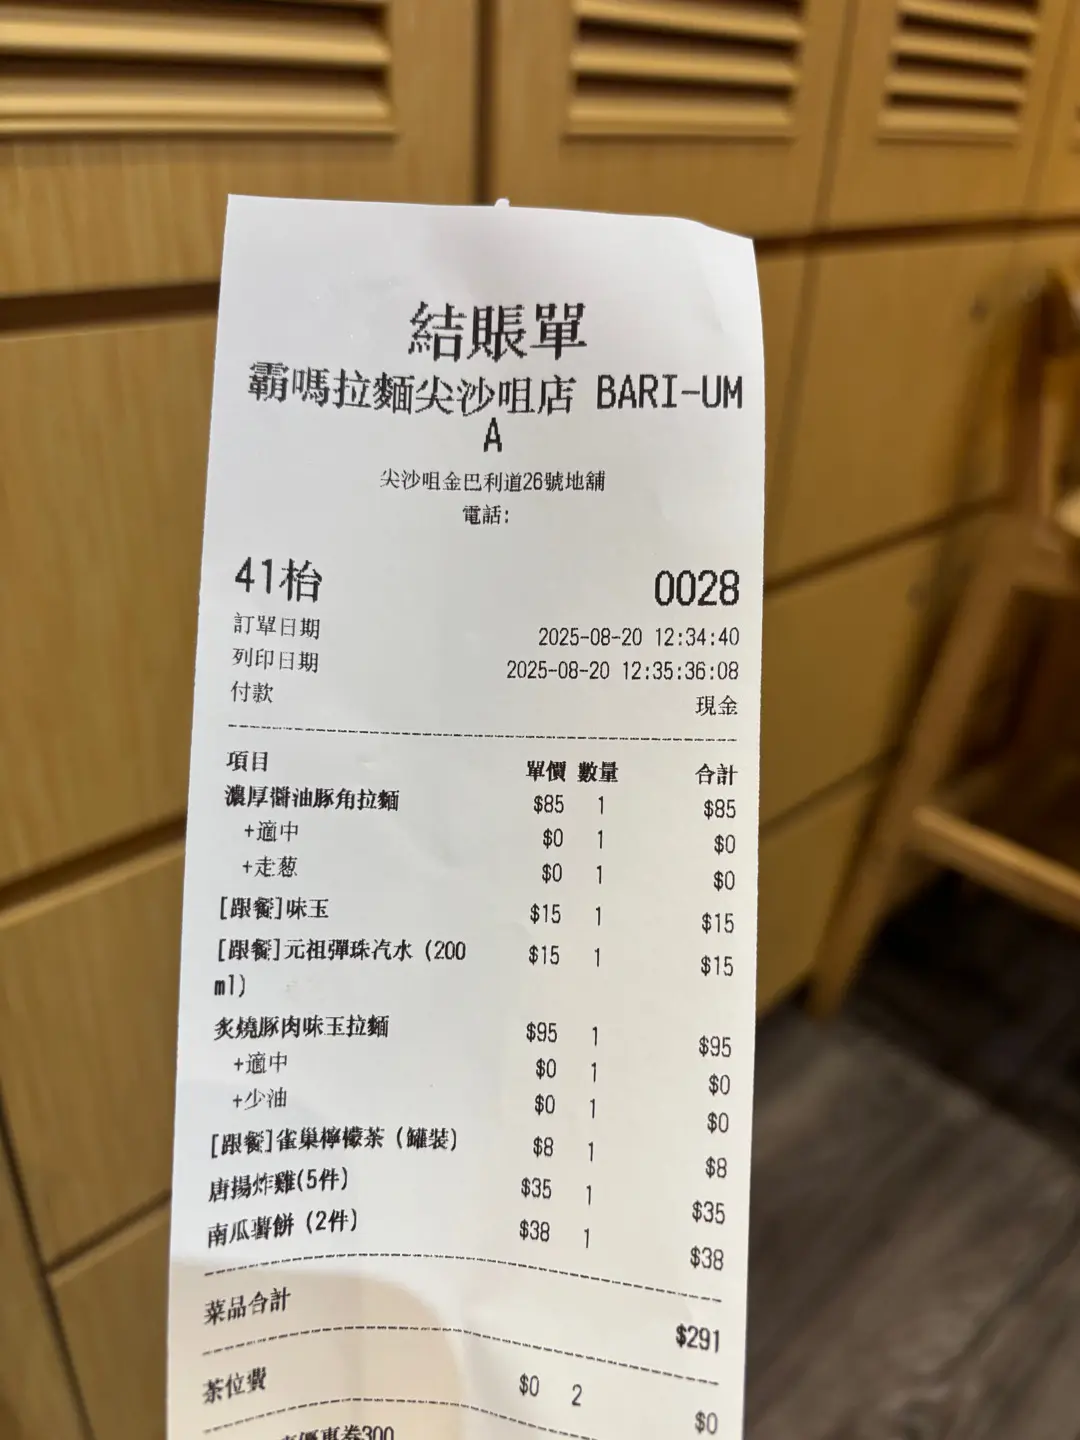 結賬單
霸嗎拉麵尖沙咀店 BARI-UM
A
尖沙咀金巴利道26號地舖
電話:
41枱 0028
訂單日期 2025-08-20 12:34:40
列印日期 2025-08-20 12:35:36:08
付款 現金
項目 單價 數量 合計
濃厚醬油豚角拉麵 $85 1 $85
+適中 $0 1 $0
+走葱 $0 1 $0
[跟餐]味玉 $15 1 $15
[跟餐]元祖彈珠汽水 (200 $15 1 $15
ml)
炙燒豚肉味玉拉麵 $95 1 $95
+適中 $0 1 $0
+少油 $0 1 $0
[跟餐]雀巢檸檬茶 (罐裝) $8 1 $8
唐揚炸雞(5件) $35 1 $35
南瓜薯餅 (2件) $38 1 $38
菜品合計 $291
茶位費 $0 2 $0
優惠券300